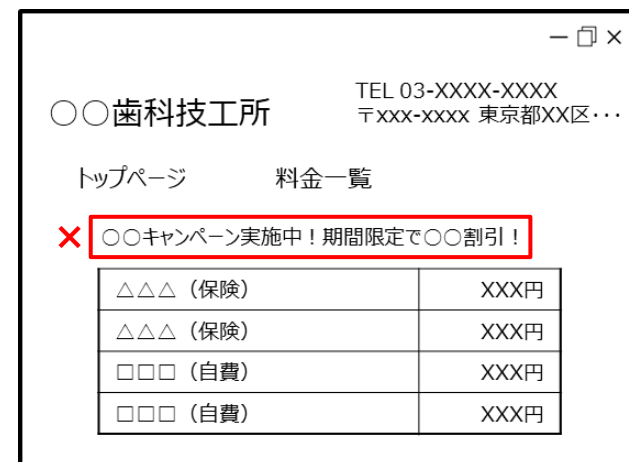 TEL 03-XXXX-XXXX
〒xxx-xxxx 東京都XX区･･･
○○歯科技工所
トップページ 料金一覧
○○キャンペーン実施中！期間限定で○○割引！
△△△（保険） XXX円
△△△（保険） XXX円
□□□（自費） XXX円
□□□（自費） XXX円